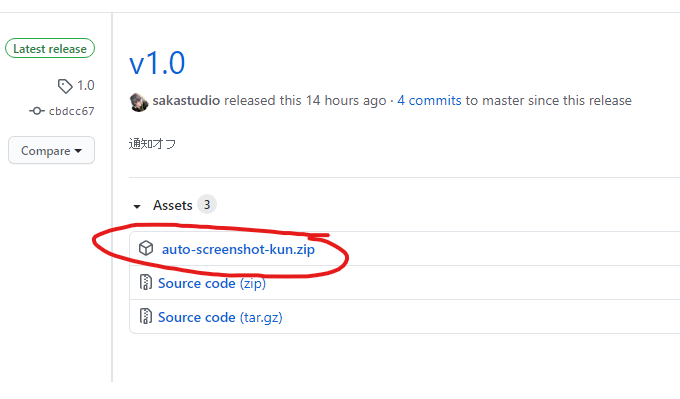 Latest release
1.0
cbdcc67
Compare
v1.0
sakastudio released this 14 hours ago · 4 commits to master since this release
通知オフ
Assets 3
auto-screenshot-kun.zip
Source code (zip)
Source code (tar.gz)